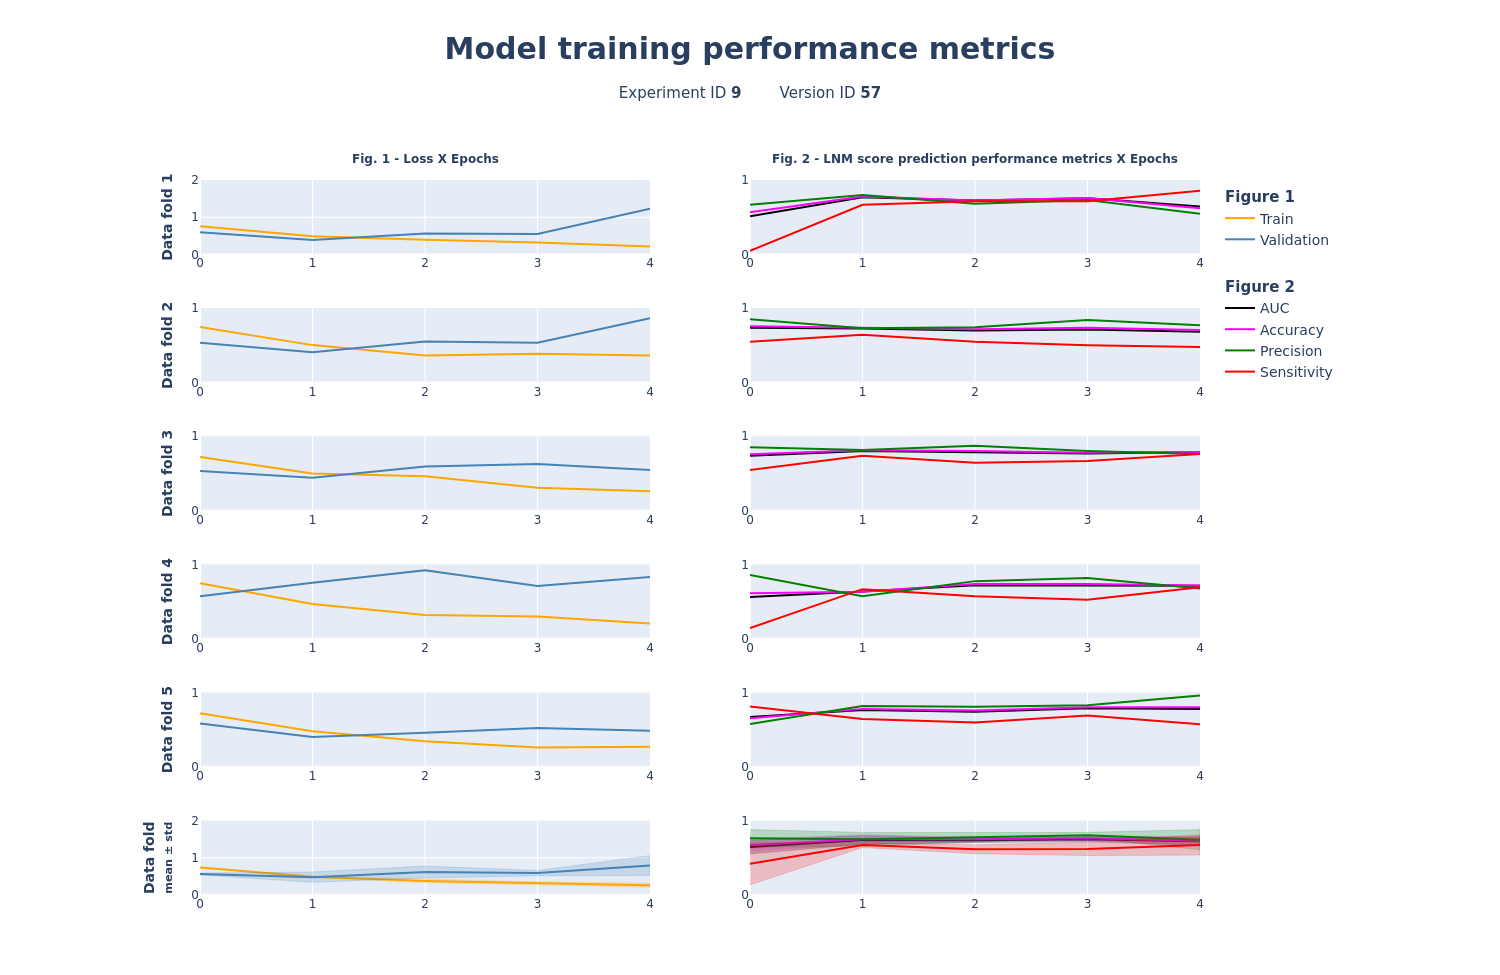 Model training performance metrics
Experiment ID 9 Version ID 57
Fig. 1 - Loss X Epochs
Fig. 2 - LNM score prediction performance metrics X Epochs
Data fold 1
2
1
0
0 1 2 3 4
1
0
0 1 2 3 4
Figure 1
Train
Validation
Figure 2
AUC
Accuracy
Precision
Sensitivity
Data fold 2
1
0
0 1 2 3 4
1
0
0 1 2 3 4
Data fold 3
1
0
0 1 2 3 4
1
0
0 1 2 3 4
Data fold 4
1
0
0 1 2 3 4
1
0
0 1 2 3 4
Data fold 5
1
0
0 1 2 3 4
1
0
0 1 2 3 4
Data fold
mean ± std
2
1
0
0 1 2 3 4
1
0
0 1 2 3 4